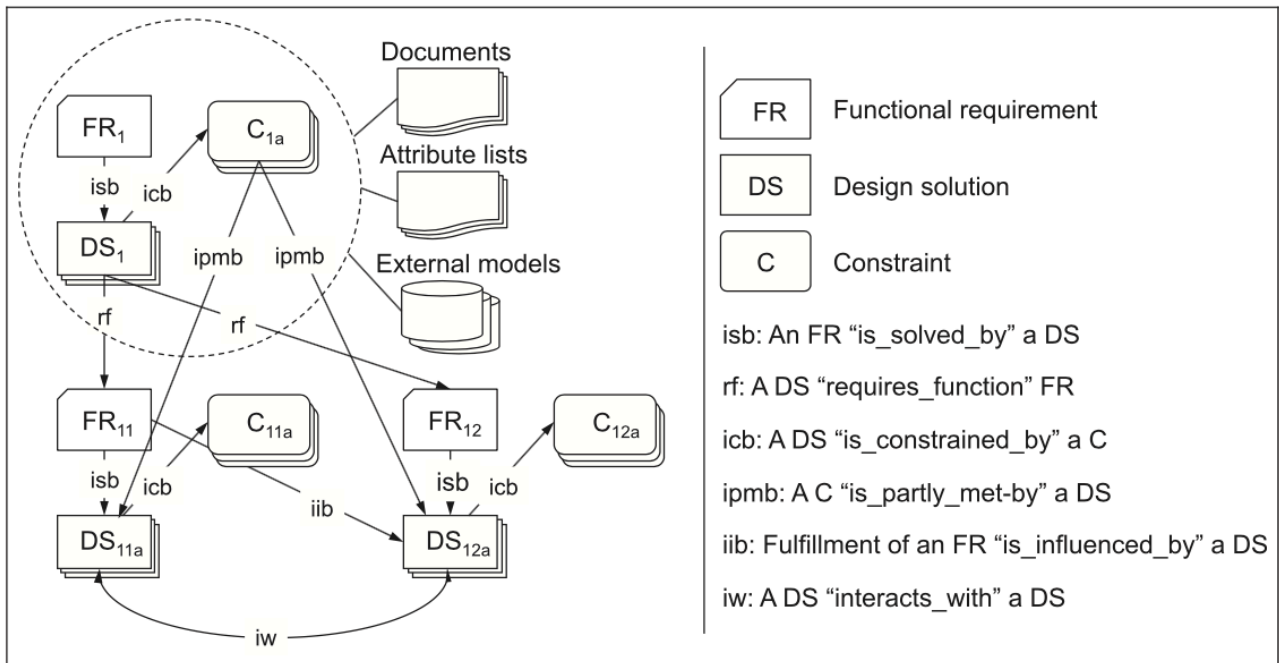 Documents
FR1
C1a
Attribute lists
isb
icb
DS1
ipmb
ipmb
External models
rf
rf
FR11
C11a
FR12
C12a
isb
icb
isb
icb
iib
DS11a
DS12a
iw
FR Functional requirement
DS Design solution
C Constraint
isb: An FR “is_solved_by” a DS
rf: A DS “requires_function” FR
icb: A DS “is_constrained_by” a C
ipmb: A C “is_partly_met-by” a DS
iib: Fulfillment of an FR “is_influenced_by” a DS
iw: A DS “interacts_with” a DS